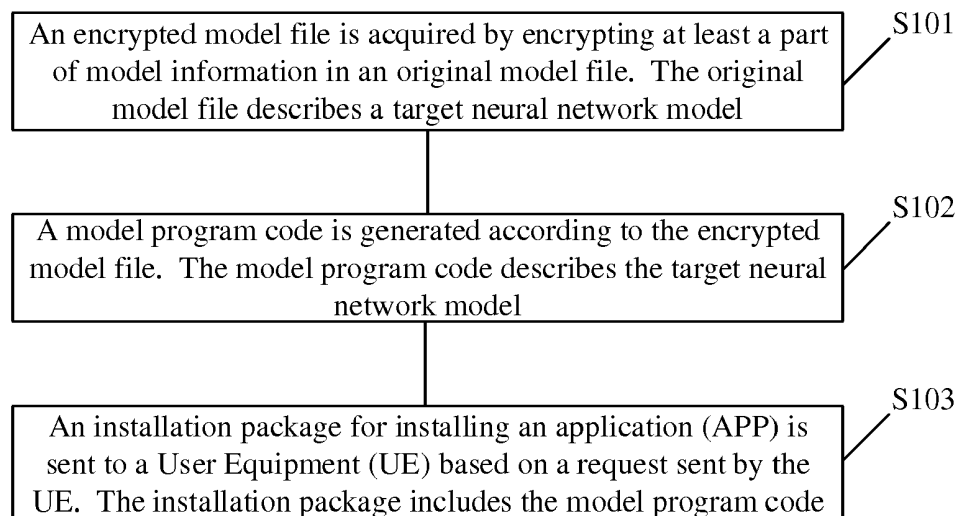 An encrypted model file is acquired by encrypting at least a part
of model information in an original model file. The original
model file describes a target neural network model
S101
A model program code is generated according to the encrypted
model file. The model program code describes the target neural
network model
S102
An installation package for installing an application (APP) is
sent to a User Equipment (UE) based on a request sent by the
UE. The installation package includes the model program code
S103